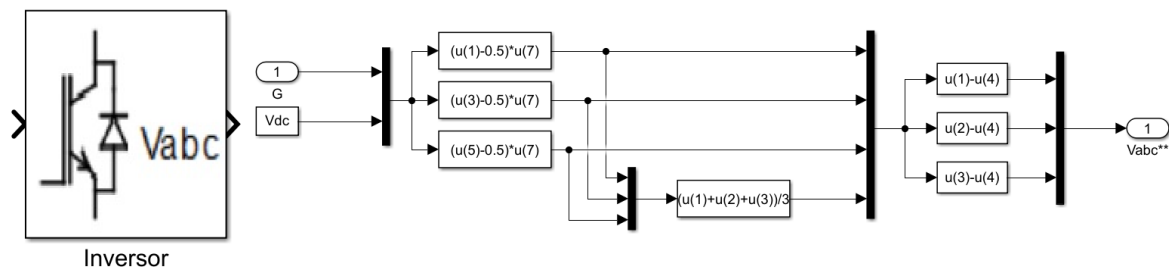 Vabc
Inversor
1
G
Vdc
(u(1)-0.5)*u(7)
(u(3)-0.5)*u(7)
(u(5)-0.5)*u(7)
(u(1)+u(2)+u(3))/3
u(1)-u(4)
u(2)-u(4)
u(3)-u(4)
1
Vabc**